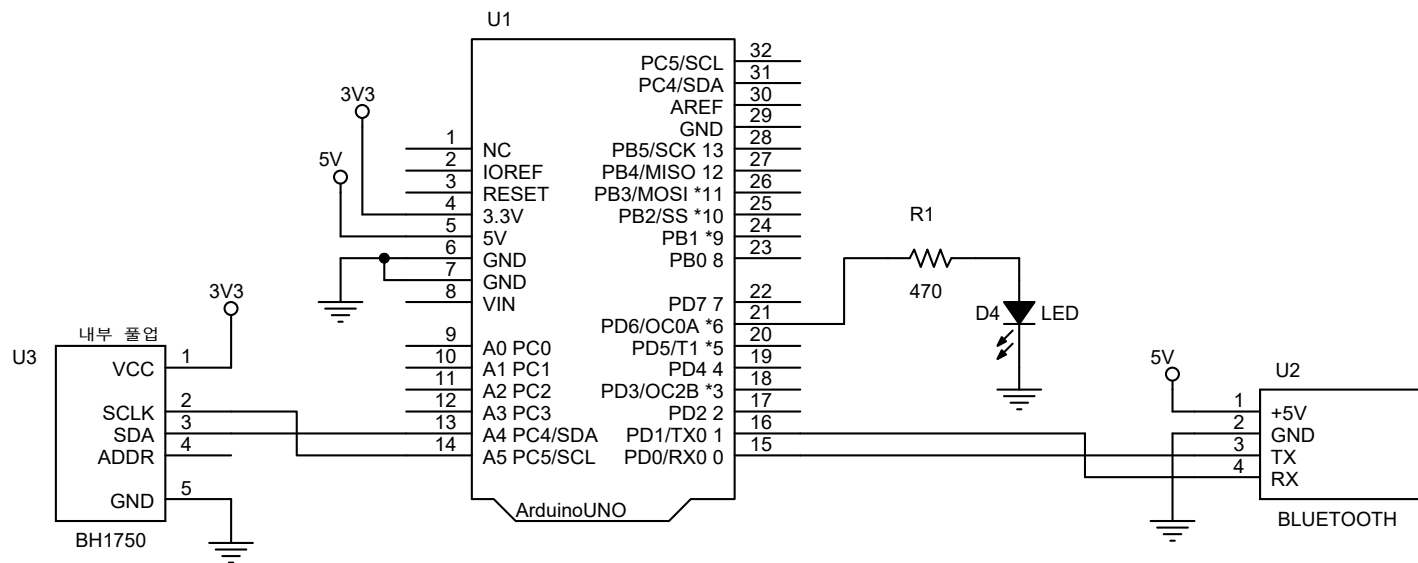 U1
3V3
5V
1 NC
2 IOREF
3 RESET
4 3.3V
5 5V
6 GND
7 GND
8 VIN
9 A0 PC0
10 A1 PC1
11 A2 PC2
12 A3 PC3
13 A4 PC4/SDA
14 A5 PC5/SCL
PC5/SCL 32
PC4/SDA 31
AREF 30
GND 29
PB5/SCK 13 28
PB4/MISO 12 27
PB3/MOSI *11 26
PB2/SS *10 25
PB1 *9 24
PB0 8 23
PD7 7 22
PD6/OC0A *6 21
PD5/T1 *5 20
PD4 4 19
PD3/OC2B *3 18
PD2 2 17
PD1/TX0 1 16
PD0/RX0 0 15
ArduinoUNO
3V3
내부 풀업
U3
VCC 1
SCLK 2
SDA 3
ADDR 4
GND 5
BH1750
R1
470
D4 LED
5V
U2
1 +5V
2 GND
3 TX
4 RX
BLUETOOTH